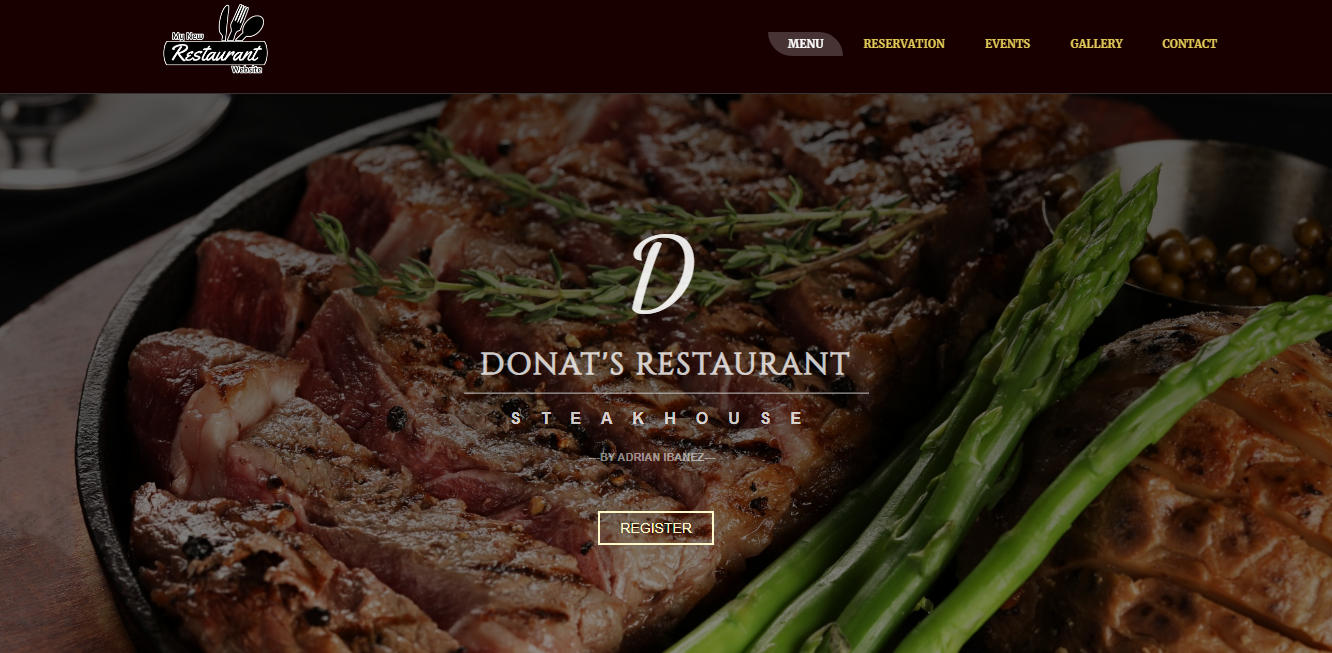 My New
Restaurant
Website
MENU RESERVATION EVENTS GALLERY CONTACT
D
DONAT'S RESTAURANT
STEAKHOUSE
—BY ADRIAN IBANEZ—
REGISTER